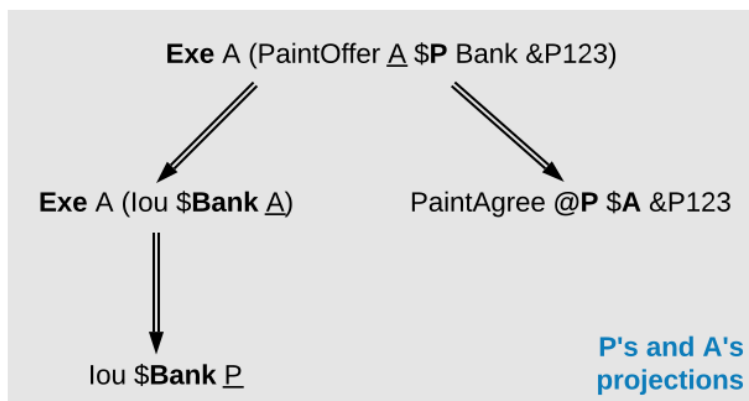 Exe A (PaintOffer A $P Bank &P123)
Exe A (Iou $Bank A)
PaintAgree @P $A &P123
Iou $Bank P
P's and A's
projections